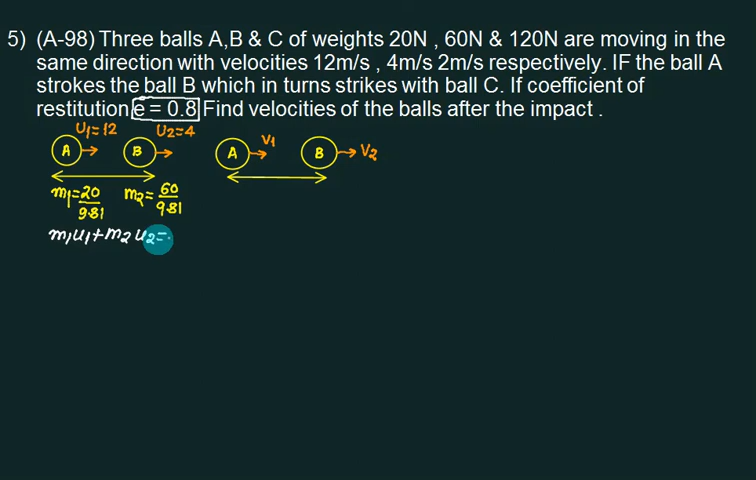 5) (A-98) Three balls A,B & C of weights 20N , 60N & 120N are moving in the
same direction with velocities 12m/s , 4m/s 2m/s respectively. IF the ball A
strokes the ball B which in turns strikes with ball C. If coefficient of
restitution e = 0.8 Find velocities of the balls after the impact .
U1=12 U2=4
A B A V1 B V2
m1=20/9.81 m2=60/9.81
m1u1+m2u2=